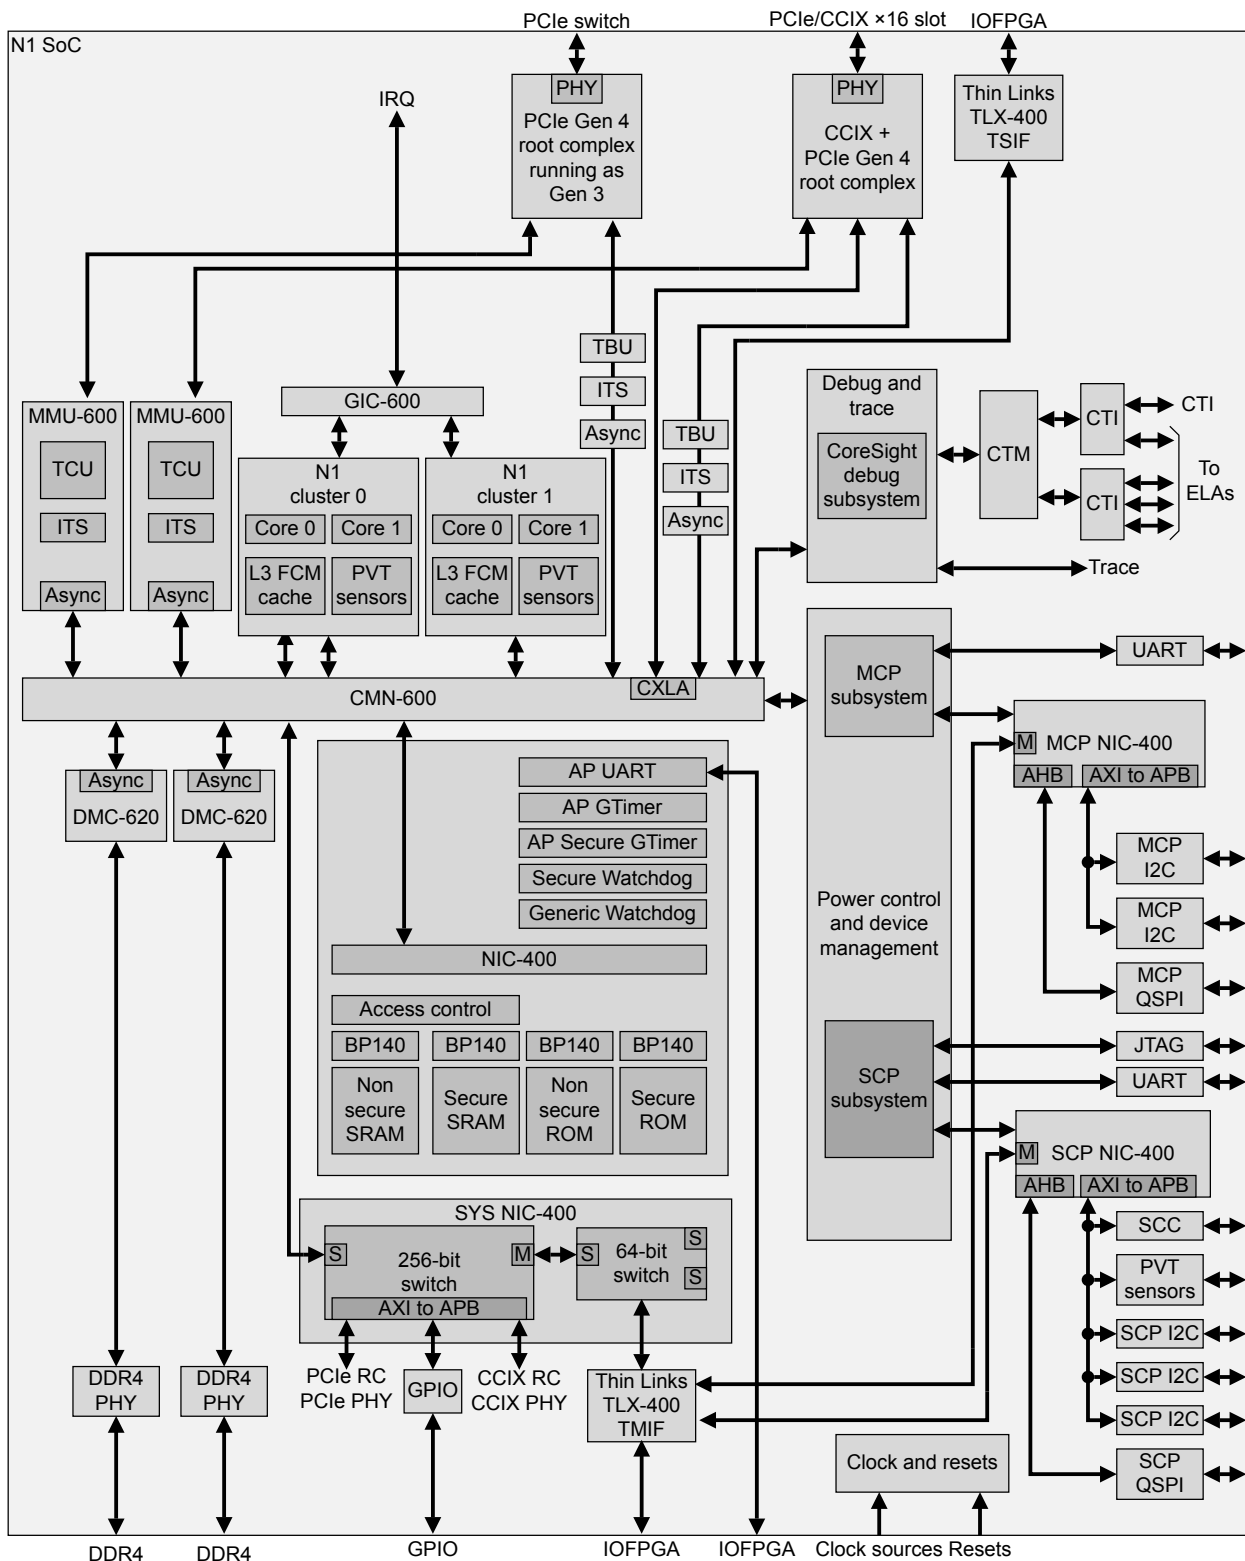 PCIe switch
PCIe/CCIX ×16 slot
IOFPGA
N1 SoC
PHY
PCIe Gen 4
root complex
running as
Gen 3
PHY
CCIX +
PCIe Gen 4
root complex
Thin Links
TLX-400
TSIF
IRQ
TBU
ITS
Async
TBU
ITS
Async
MMU-600
TCU
ITS
Async
MMU-600
TCU
ITS
Async
GIC-600
N1
cluster 0
Core 0
Core 1
L3 FCM
cache
PVT
sensors
N1
cluster 1
Core 0
Core 1
L3 FCM
cache
PVT
sensors
Debug and
trace
CoreSight
debug
subsystem
CTM
CTI
CTI
CTI
To
ELAs
Trace
CMN-600
CXLA
MCP
subsystem
Power control
and device
management
SCP
subsystem
UART
MCP NIC-400
M
AHB
AXI to APB
MCP
I2C
MCP
I2C
MCP
QSPI
JTAG
UART
SCP NIC-400
M
AHB
AXI to APB
SCC
PVT
sensors
SCP I2C
SCP I2C
SCP I2C
SCP
QSPI
Async
DMC-620
Async
DMC-620
AP UART
AP GTimer
AP Secure GTimer
Secure Watchdog
Generic Watchdog
NIC-400
Access control
BP140
BP140
BP140
BP140
Non
secure
SRAM
Secure
SRAM
Non
secure
ROM
Secure
ROM
SYS NIC-400
S
256-bit
switch
M
AXI to APB
S
64-bit
switch
S
S
DDR4
PHY
DDR4
PHY
PCIe RC
PCIe PHY
GPIO
CCIX RC
CCIX PHY
Thin Links
TLX-400
TMIF
Clock and resets
DDR4
DDR4
GPIO
IOFPGA
IOFPGA
Clock sources
Resets